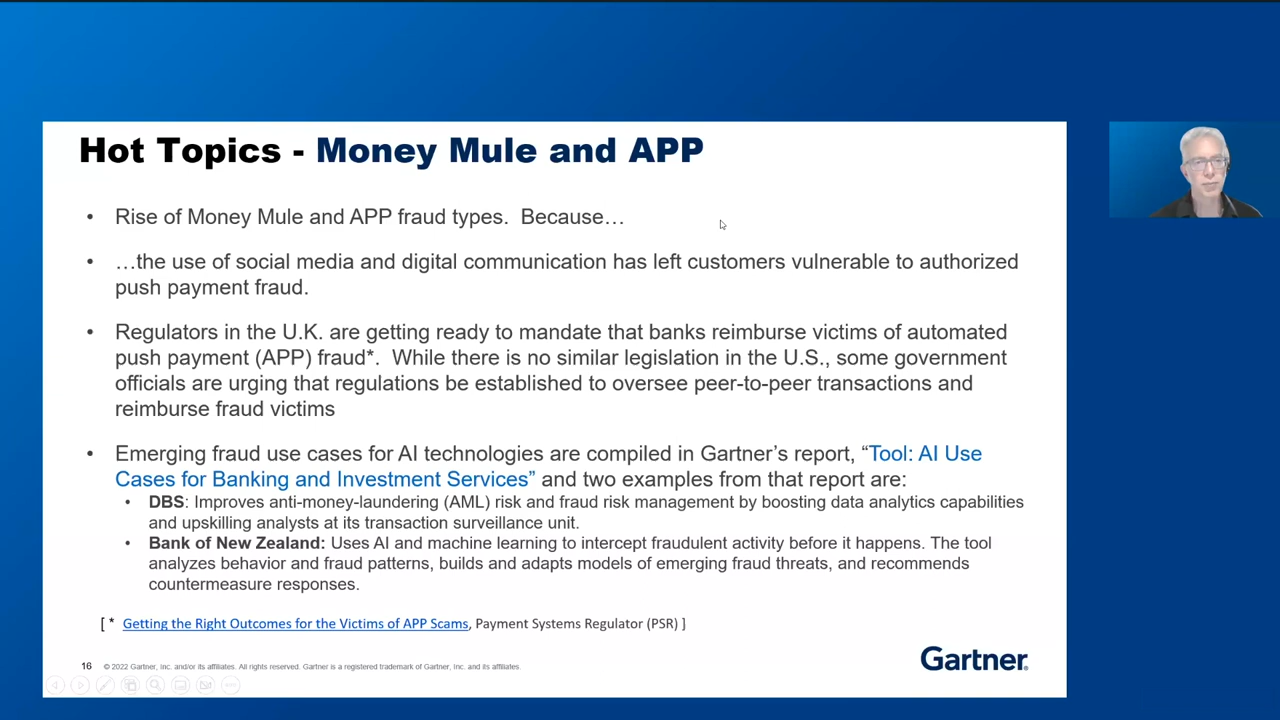 Hot Topics - Money Mule and APP
• Rise of Money Mule and APP fraud types.  Because…
• …the use of social media and digital communication has left customers vulnerable to authorized
push payment fraud.
• Regulators in the U.K. are getting ready to mandate that banks reimburse victims of automated
push payment (APP) fraud*.  While there is no similar legislation in the U.S., some government
officials are urging that regulations be established to oversee peer-to-peer transactions and
reimburse fraud victims
• Emerging fraud use cases for AI technologies are compiled in Gartner’s report, “Tool: AI Use
Cases for Banking and Investment Services” and two examples from that report are:
• DBS: Improves anti-money-laundering (AML) risk and fraud risk management by boosting data analytics capabilities
and upskilling analysts at its transaction surveillance unit.
• Bank of New Zealand: Uses AI and machine learning to intercept fraudulent activity before it happens. The tool
analyzes behavior and fraud patterns, builds and adapts models of emerging fraud threats, and recommends
countermeasure responses.
[ * Getting the Right Outcomes for the Victims of APP Scams, Payment Systems Regulator (PSR) ]
16 © 2022 Gartner, Inc. and/or its affiliates. All rights reserved. Gartner is a registered trademark of Gartner, Inc. and its affiliates.
Gartner®